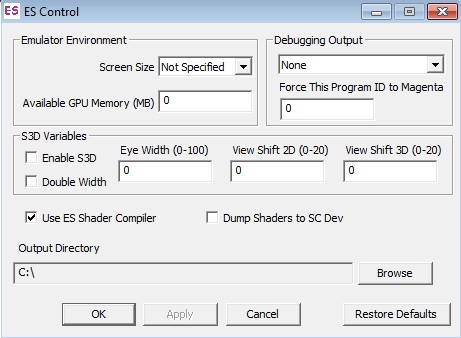 ES ES Control
Emulator Environment
Screen Size Not Specified
Available GPU Memory (MB) 0
Debugging Output
None
Force This Program ID to Magenta
0
S3D Variables
Enable S3D
Double Width
Eye Width (0-100) View Shift 2D (0-20) View Shift 3D (0-20)
0 0 0
Use ES Shader Compiler Dump Shaders to SC Dev
Output Directory
C:\ Browse
OK Apply Cancel Restore Defaults